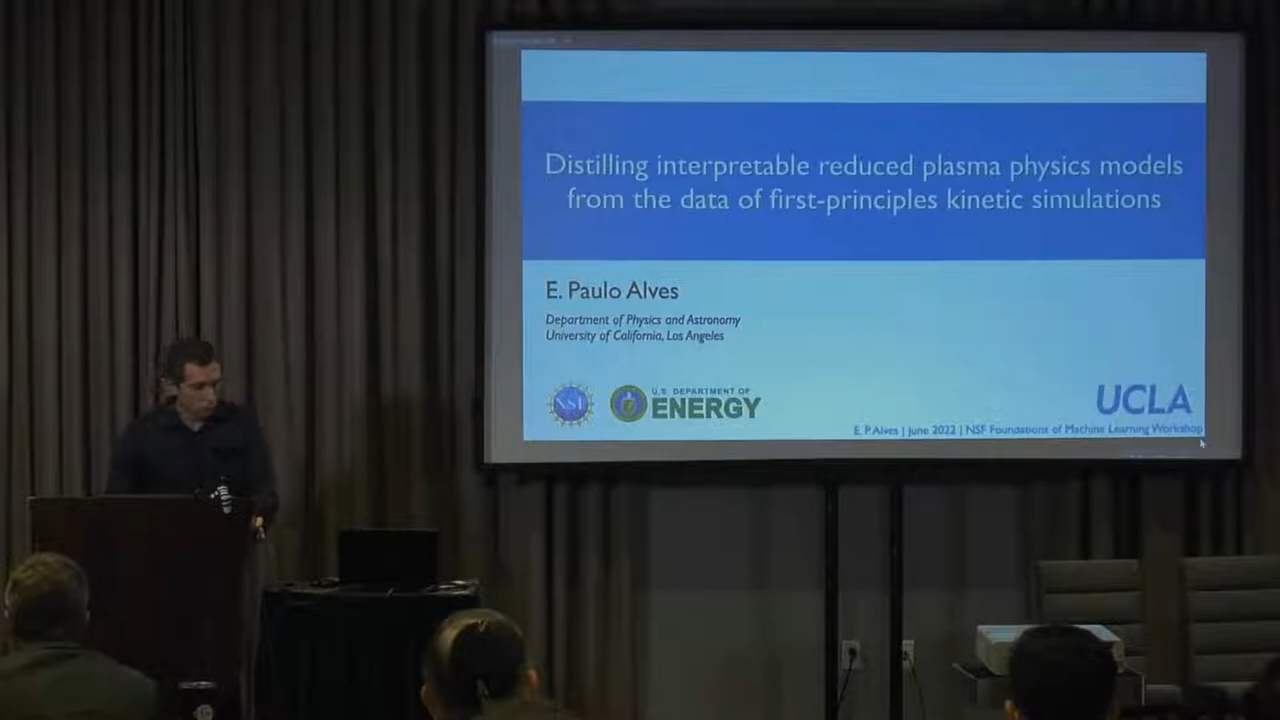 Distilling interpretable reduced plasma physics models
from the data of first-principles kinetic simulations
E. Paulo Alves
Department of Physics and Astronomy
University of California, Los Angeles
NSF
U.S. DEPARTMENT OF
ENERGY
UCLA
E. P. Alves | June 2022 | NSF Foundations of Machine Learning Workshop